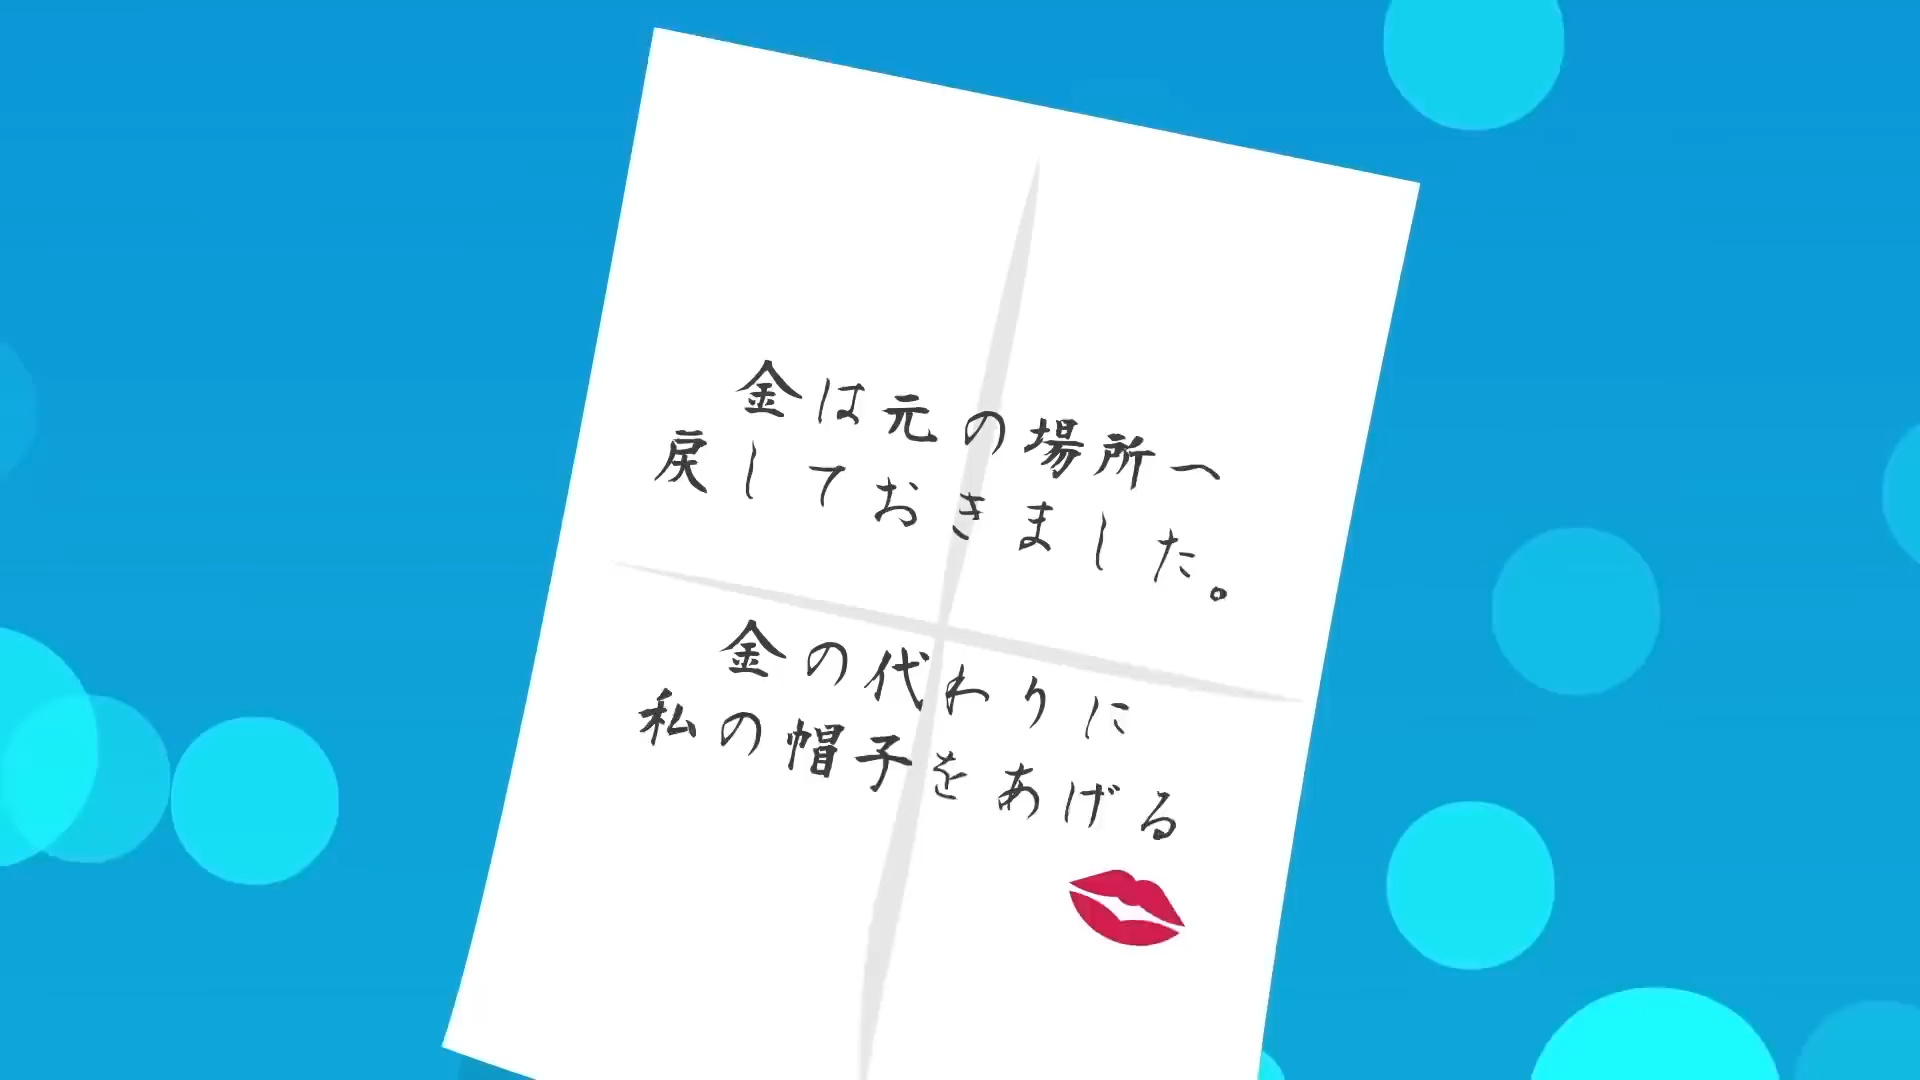 金は元の場所へ
戻しておきました。
金の代わりに
私の帽子をあげる